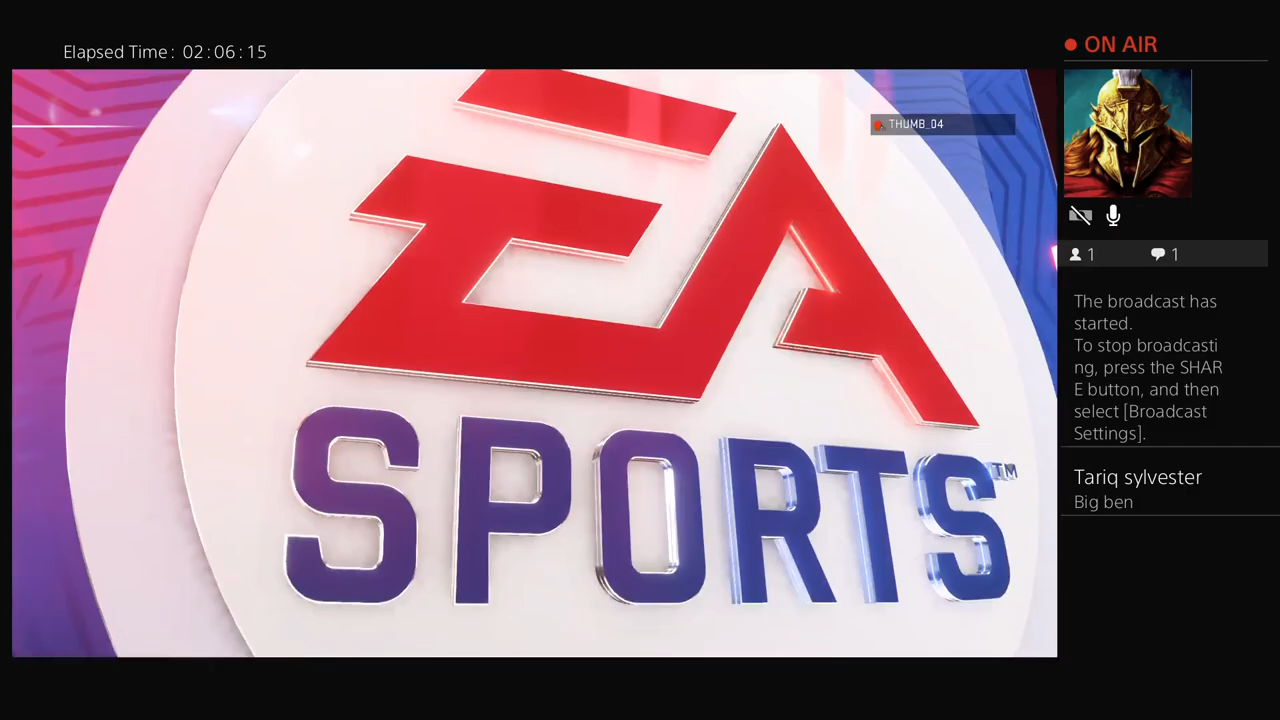 Elapsed Time: 02:06:15
ON AIR
THUMB_04
EA
SPORTS™
1
1
The broadcast has
started.
To stop broadcasti
ng, press the SHAR
E button, and then
select [Broadcast
Settings].
Tariq sylvester
Big ben